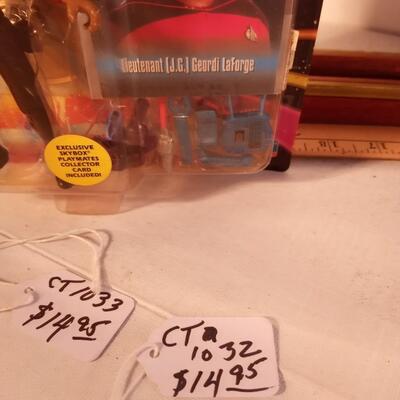 Lieutenant (J.G.) Geordi LaForge
EXCLUSIVE
SKYBOX®
PLAYMATES
COLLECTOR
CARD
INCLUDED!
CT 1033
$14.95
CT
1032
$14.95